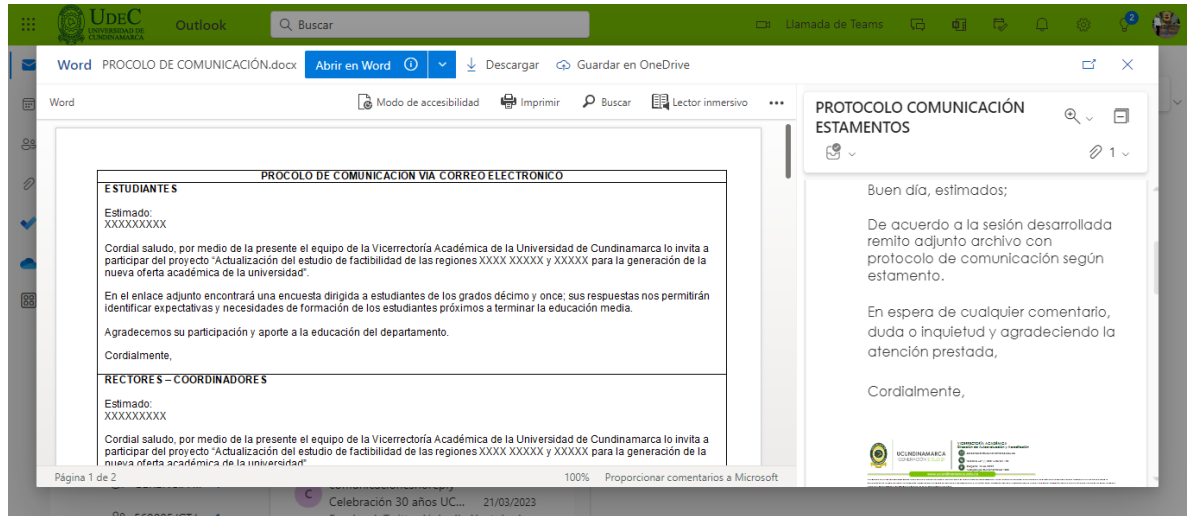 UDEC
UNIVERSIDAD DE
CUNDINAMARCA
Outlook
Buscar
Llamada de Teams
2
Word PROCOLO DE COMUNICACIÓN.docx Abrir en Word Descargar Guardar en OneDrive
Word
Modo de accesibilidad Imprimir Buscar Lector inmersivo
PROCOLO DE COMUNICACION VIA CORREO ELECTRONICO
ESTUDIANTES
Estimado:
XXXXXXXXX
Cordial saludo, por medio de la presente el equipo de la Vicerrectoría Académica de la Universidad de Cundinamarca lo invita a
participar del proyecto “Actualización del estudio de factibilidad de las regiones XXXX XXXXX y XXXXX para la generación de la
nueva oferta académica de la universidad”.
En el enlace adjunto encontrará una encuesta dirigida a estudiantes de los grados décimo y once; sus respuestas nos permitirán
identificar expectativas y necesidades de formación de los estudiantes próximos a terminar la educación media.
Agradecemos su participación y aporte a la educación del departamento.
Cordialmente,
RECTORES – COORDINADORES
Estimado:
XXXXXXXXX
Cordial saludo, por medio de la presente el equipo de la Vicerrectoría Académica de la Universidad de Cundinamarca lo invita a
participar del proyecto “Actualización del estudio de factibilidad de las regiones XXXX XXXXX y XXXXX para la generación de la
nueva oferta académica de la universidad”
Página 1 de 2
100% Proporcionar comentarios a Microsoft
PROTOCOLO COMUNICACIÓN
ESTAMENTOS
1
Buen día, estimados;
De acuerdo a la sesión desarrollada
remito adjunto archivo con
protocolo de comunicación según
estamento.
En espera de cualquier comentario,
duda o inquietud y agradeciendo la
atención prestada,
Cordialmente,
UCUNDINAMARCA
C
Celebración 30 años UC... 21/03/2023